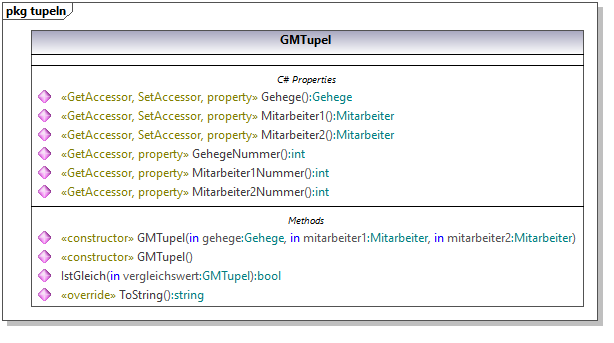 pkg tupeln
GMTupel
C# Properties
«GetAccessor, SetAccessor, property» Gehege():Gehege
«GetAccessor, SetAccessor, property» Mitarbeiter1():Mitarbeiter
«GetAccessor, SetAccessor, property» Mitarbeiter2():Mitarbeiter
«GetAccessor, property» GehegeNummer():int
«GetAccessor, property» Mitarbeiter1Nummer():int
«GetAccessor, property» Mitarbeiter2Nummer():int
Methods
«constructor» GMTupel(in gehege:Gehege, in mitarbeiter1:Mitarbeiter, in mitarbeiter2:Mitarbeiter)
«constructor» GMTupel()
IstGleich(in vergleichswert:GMTupel):bool
«override» ToString():string